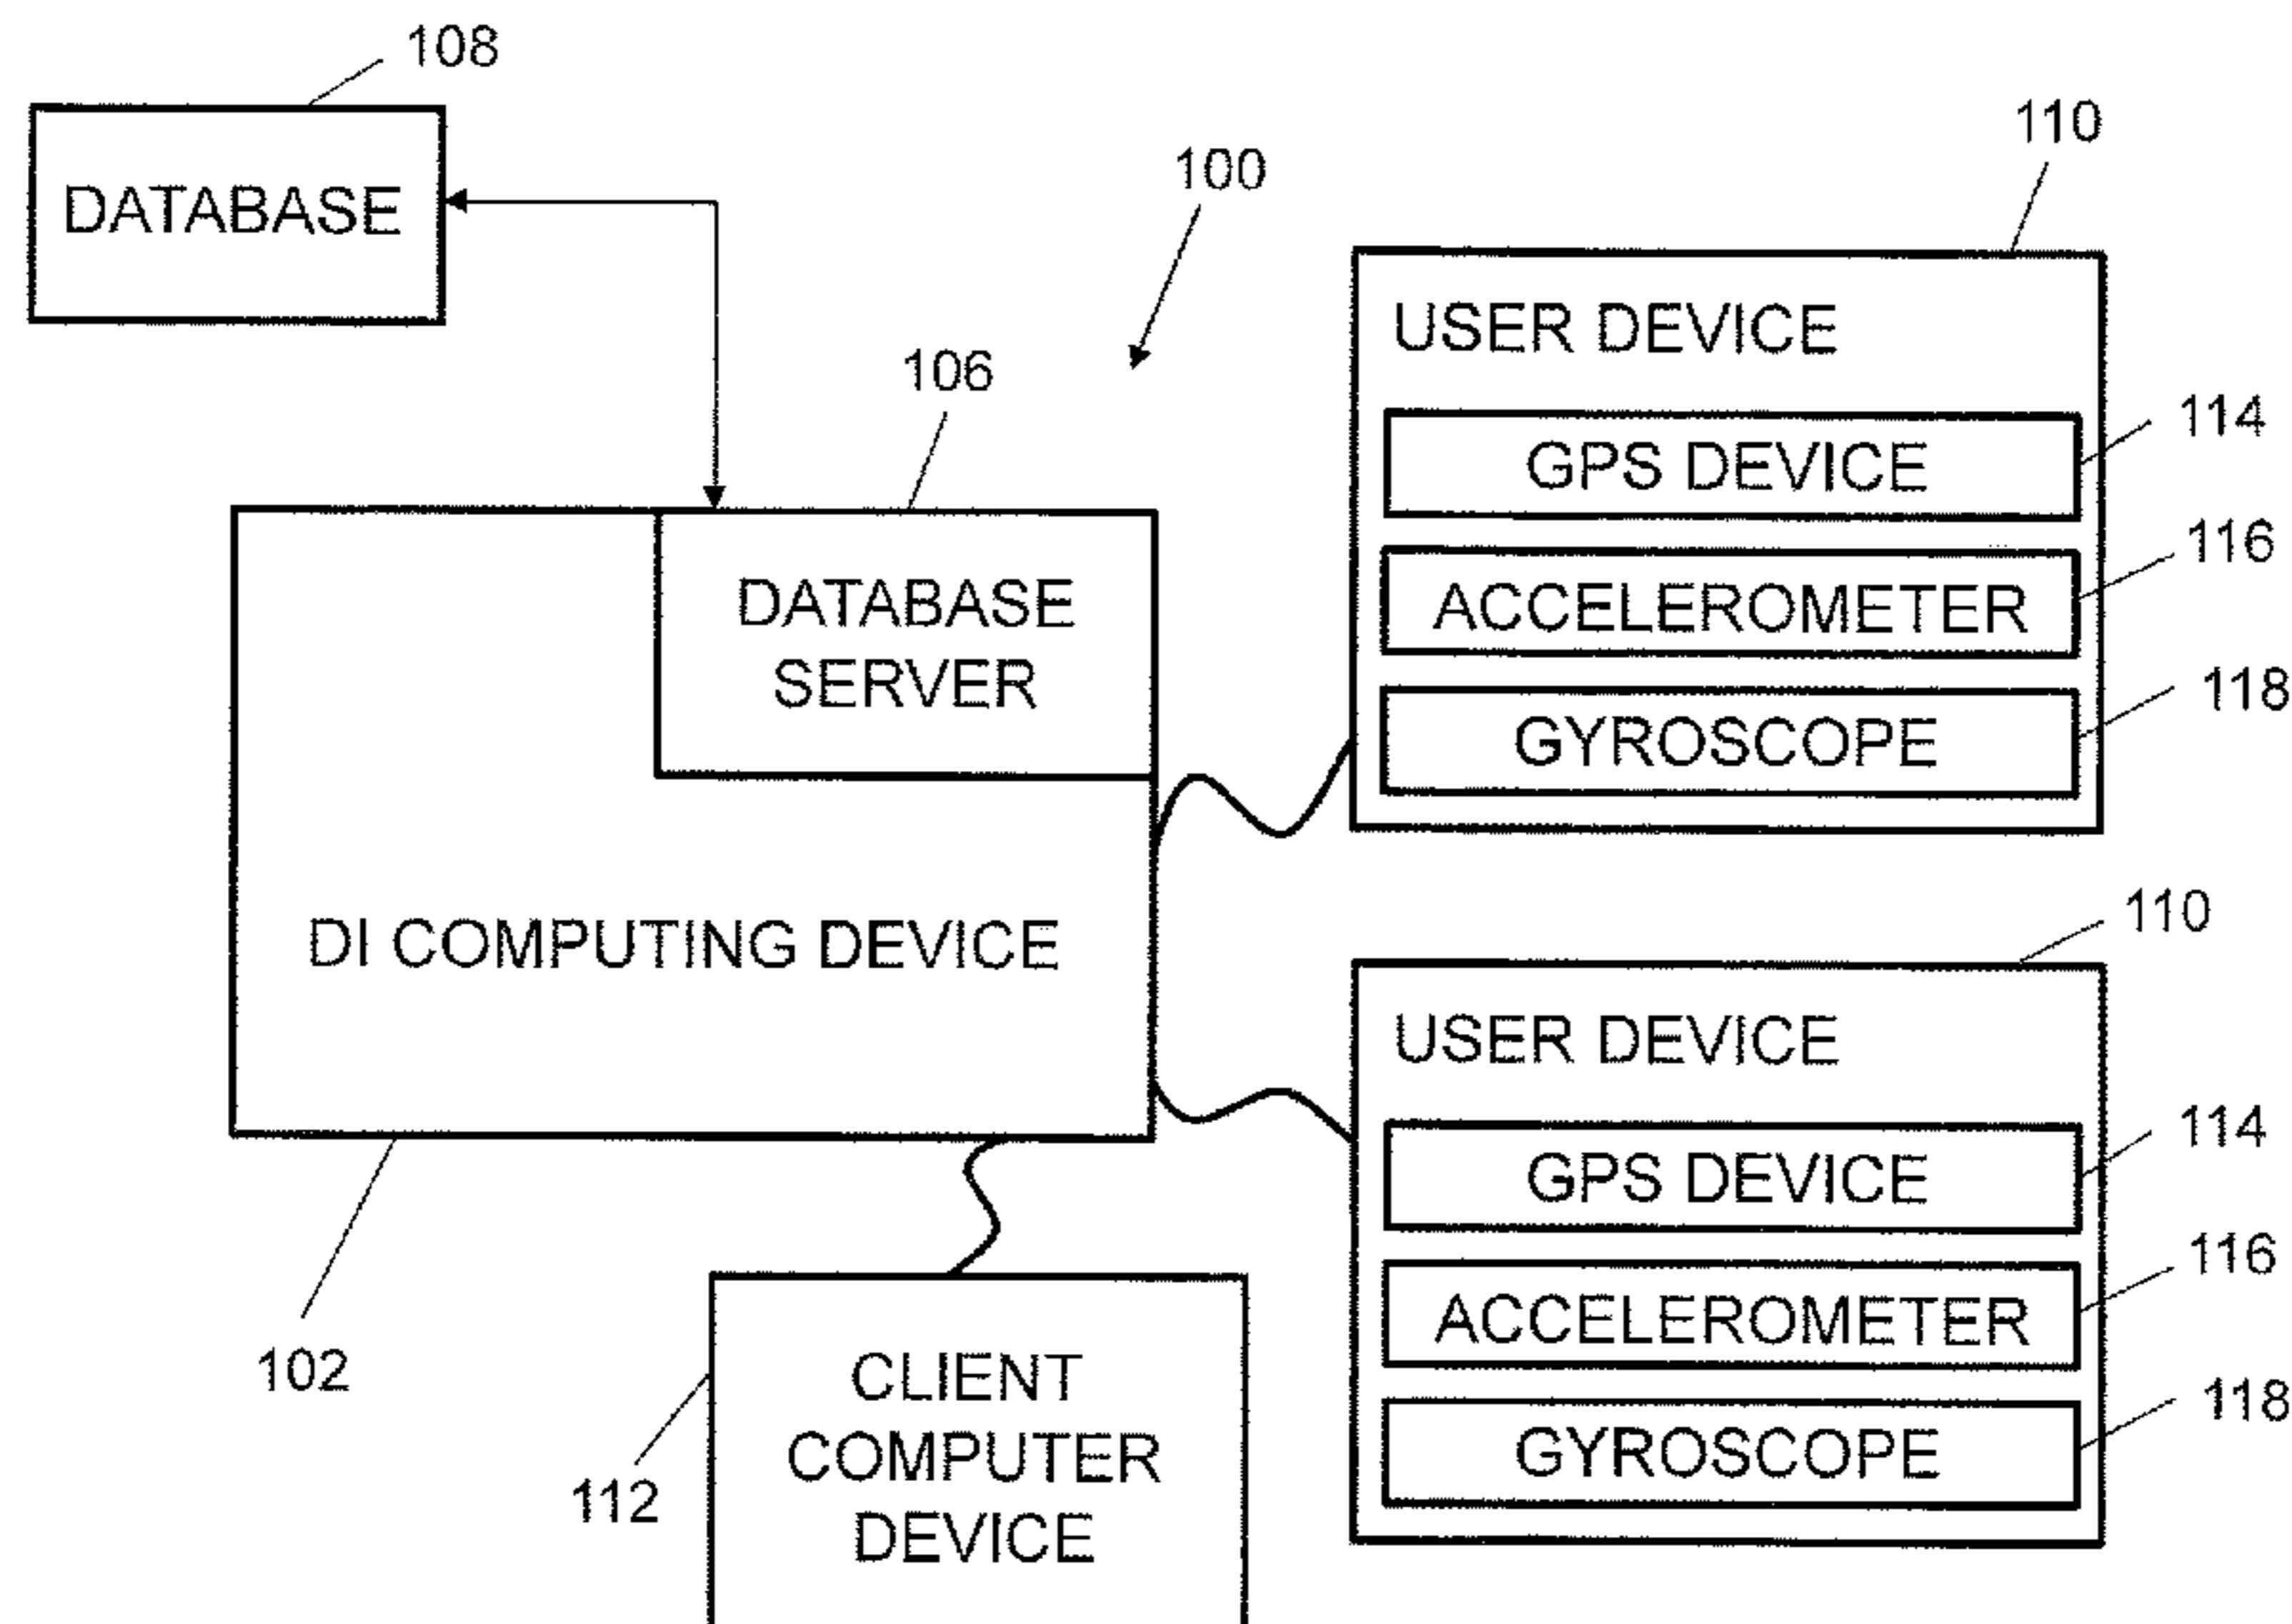 108
DATABASE
100
110
USER DEVICE
GPS DEVICE
114
ACCELEROMETER
116
GYROSCOPE
118
106
DATABASE
SERVER
DI COMPUTING DEVICE
102
110
USER DEVICE
GPS DEVICE
114
ACCELEROMETER
116
GYROSCOPE
118
CLIENT
COMPUTER
DEVICE
112